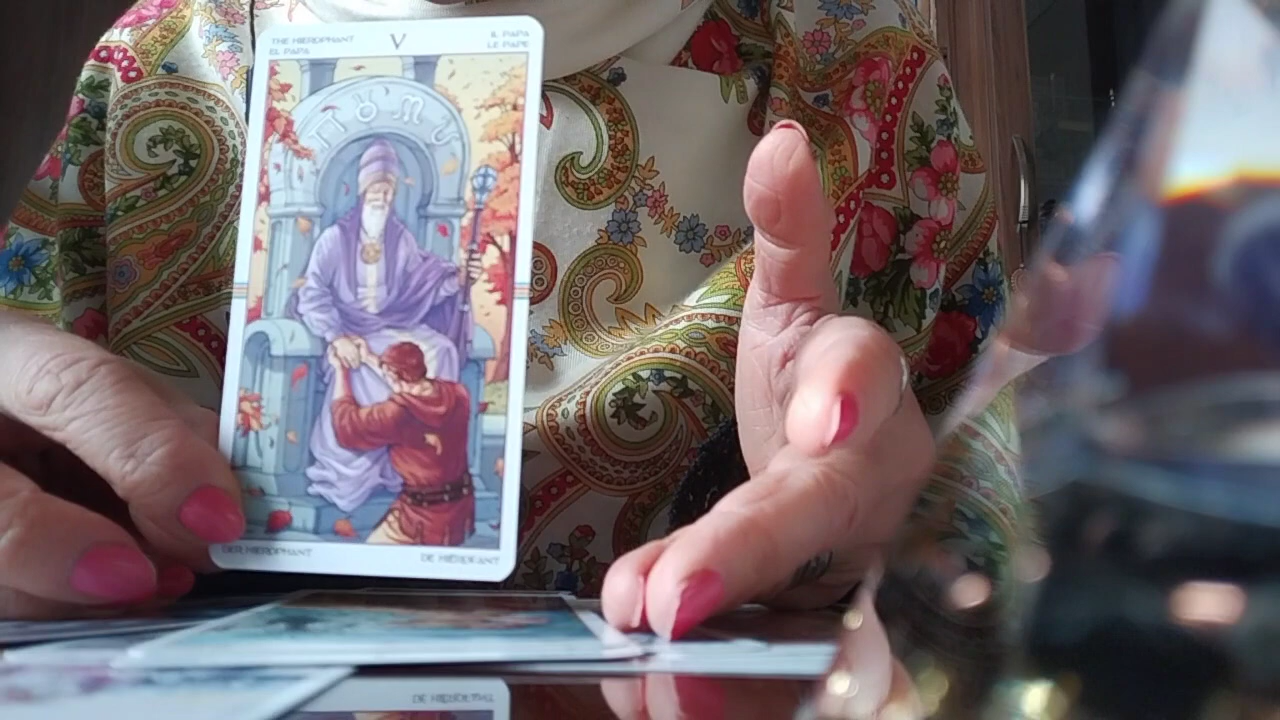 THE HIEROPHANT
EL PAPA
V
IL PAPA
LE PAPE
DER HIEROPHANT
DE HIËROFANT